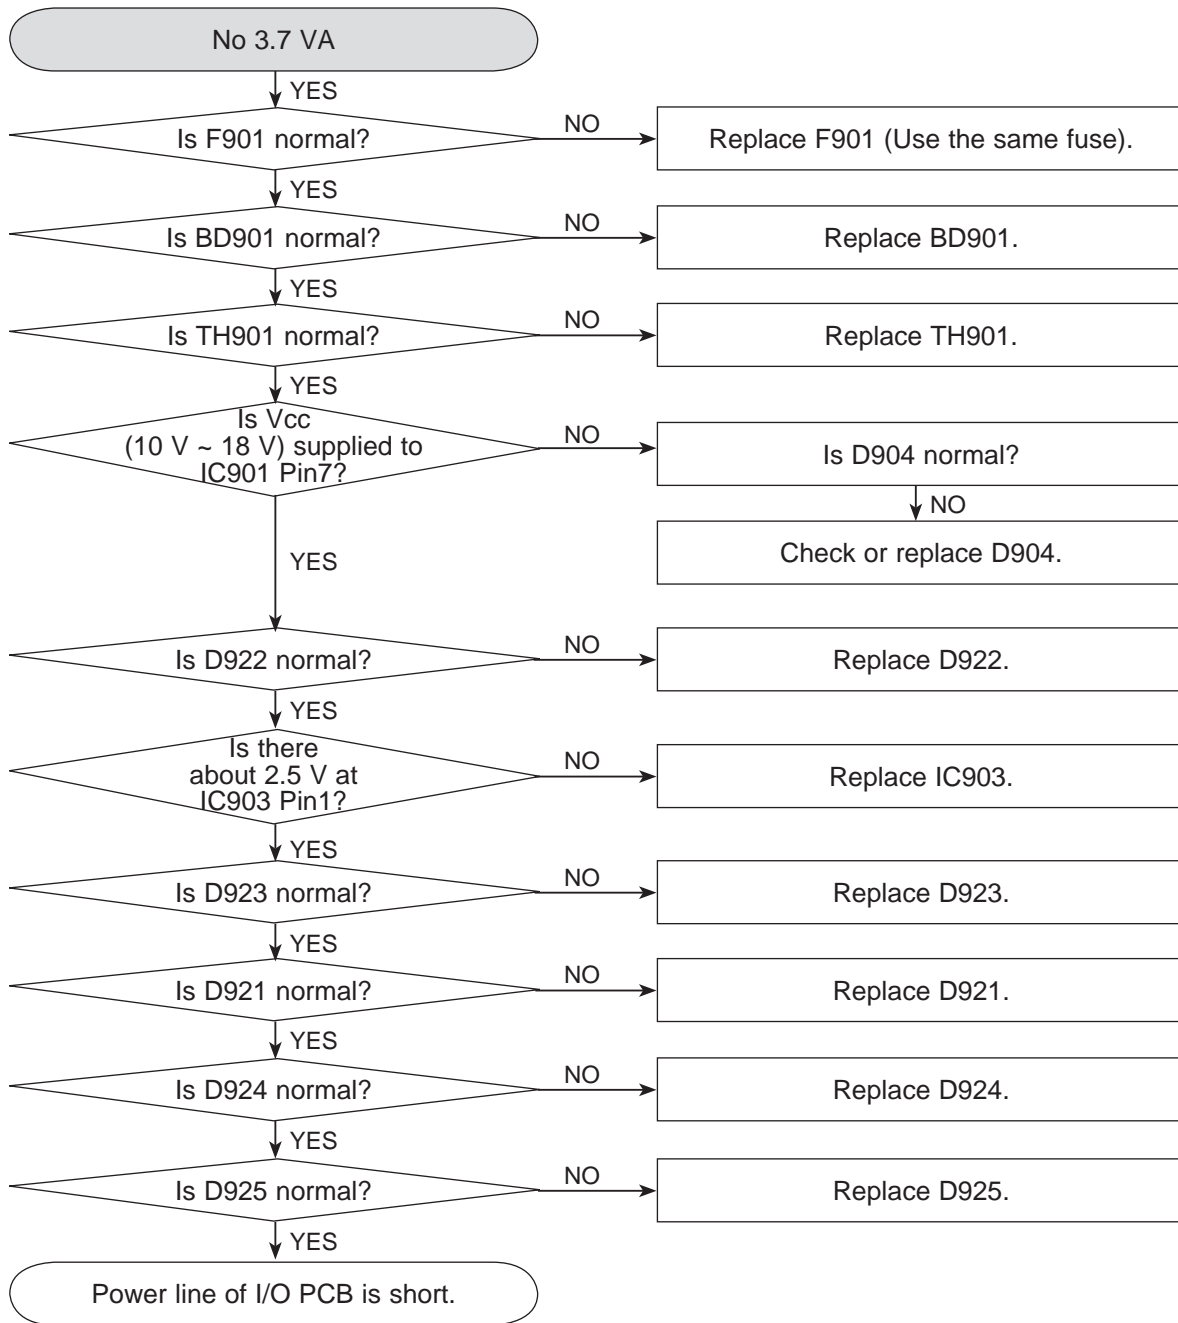 No 3.7 VA
YES
Is F901 normal?
NO
Replace F901 (Use the same fuse).
YES
Is BD901 normal?
NO
Replace BD901.
YES
Is TH901 normal?
NO
Replace TH901.
YES
Is Vcc
(10 V ~ 18 V) supplied to
IC901 Pin7?
NO
Is D904 normal?
NO
Check or replace D904.
YES
Is D922 normal?
NO
Replace D922.
YES
Is there
about 2.5 V at
IC903 Pin1?
NO
Replace IC903.
YES
Is D923 normal?
NO
Replace D923.
YES
Is D921 normal?
NO
Replace D921.
YES
Is D924 normal?
NO
Replace D924.
YES
Is D925 normal?
NO
Replace D925.
YES
Power line of I/O PCB is short.